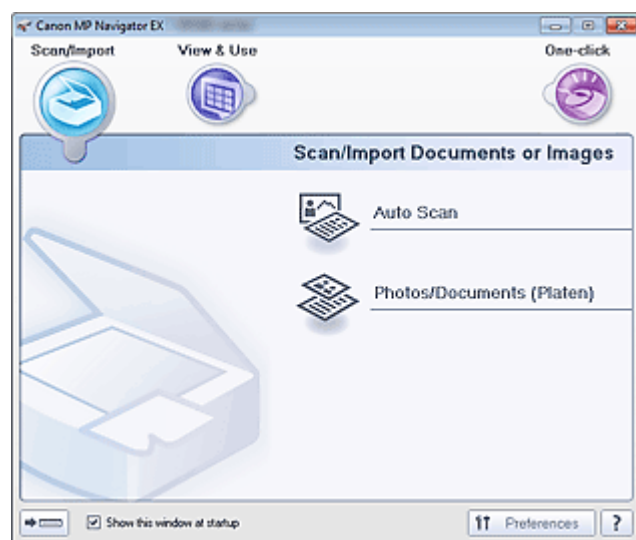 Canon MP Navigator EX
Scan/Import View & Use One-click
Scan/Import Documents or Images
Auto Scan
Photos/Documents (Platen)
Show this window at startup Preferences ?